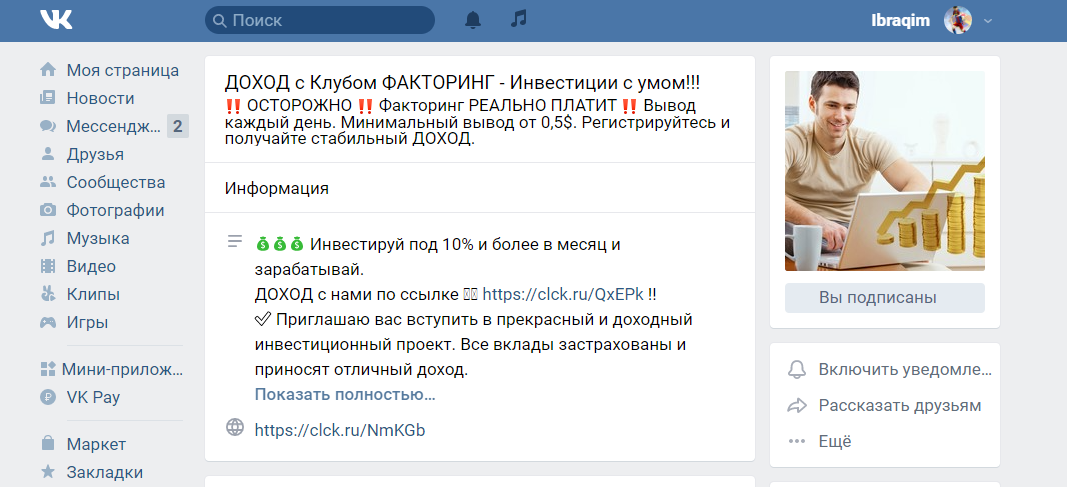 Поиск
Ibraqim
Моя страница
Новости
Мессендж... 2
Друзья
Сообщества
Фотографии
Музыка
Видео
Клипы
Игры
Мини-прилож...
VK Pay
Маркет
Закладки
ДОХОД с Клубом ФАКТОРИНГ - Инвестиции с умом!!!
‼️ ОСТОРОЖНО ‼️ Факторинг РЕАЛЬНО ПЛАТИТ ‼️ Вывод
каждый день. Минимальный вывод от 0,5$. Регистрируйтесь и
получайте стабильный ДОХОД.
Информация
💰💰💰 Инвестируй под 10% и более в месяц и
зарабатывай.
ДОХОД с нами по ссылке https://clck.ru/QxEPk !!
✅ Приглашаю вас вступить в прекрасный и доходный
инвестиционный проект. Все вклады застрахованы и
приносят отличный доход.
Показать полностью...
https://clck.ru/NmKGb
Вы подписаны
Включить уведомле...
Рассказать друзьям
Ещё